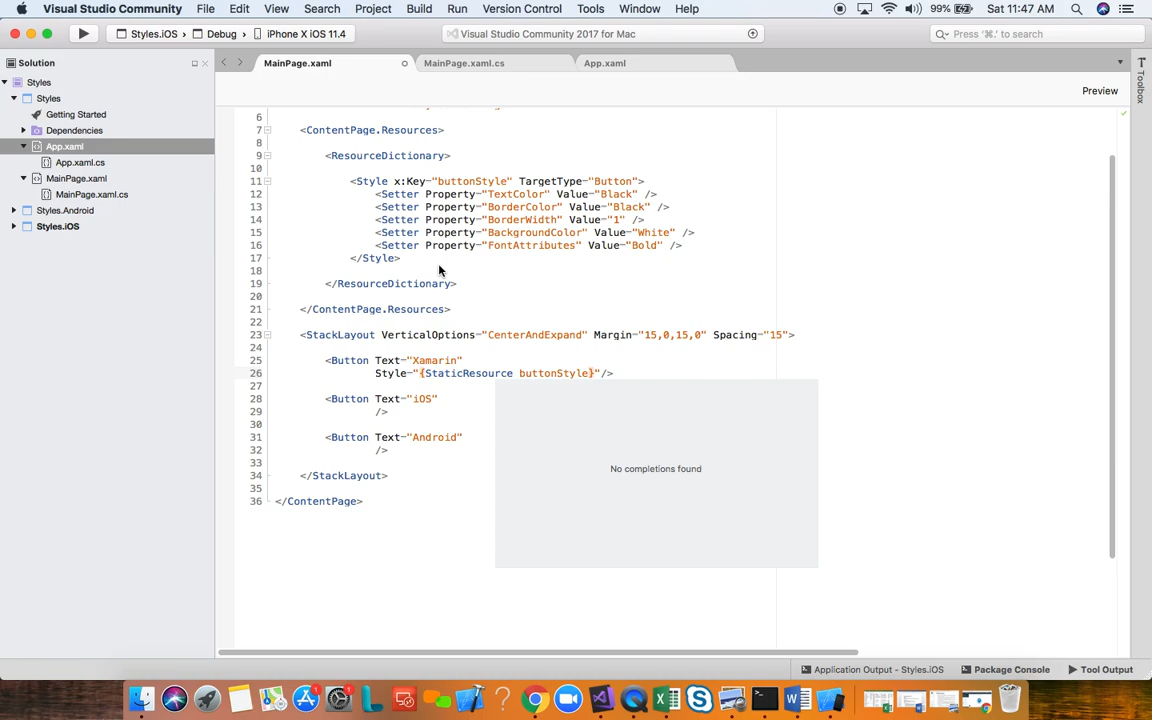 Visual Studio Community File Edit View Search Project Build Run Version Control Tools Window Help 99% Sat 11:47 AM
Styles.iOS > Debug > iPhone X iOS 11.4 Visual Studio Community 2017 for Mac Press '⌘.' to search
Solution MainPage.xaml MainPage.xaml.cs App.xaml Toolbox
Styles
Styles
Getting Started
Dependencies
App.xaml
App.xaml.cs
MainPage.xaml
MainPage.xaml.cs
Styles.Android
Styles.iOS
Preview
6
7 <ContentPage.Resources>
8
9 <ResourceDictionary>
10
11 <Style x:Key="buttonStyle" TargetType="Button">
12 <Setter Property="TextColor" Value="Black" />
13 <Setter Property="BorderColor" Value="Black" />
14 <Setter Property="BorderWidth" Value="1" />
15 <Setter Property="BackgroundColor" Value="White" />
16 <Setter Property="FontAttributes" Value="Bold" />
17 </Style>
18
19 </ResourceDictionary>
20
21 </ContentPage.Resources>
22
23 <StackLayout VerticalOptions="CenterAndExpand" Margin="15,0,15,0" Spacing="15">
24
25 <Button Text="Xamarin"
26 Style="{StaticResource buttonStyle}"/>
27
28 <Button Text="iOS"
29 />
30
31 <Button Text="Android"
32 />
33
34 </StackLayout>
35
36 </ContentPage>
No completions found
Application Output - Styles.iOS Package Console Tool Output